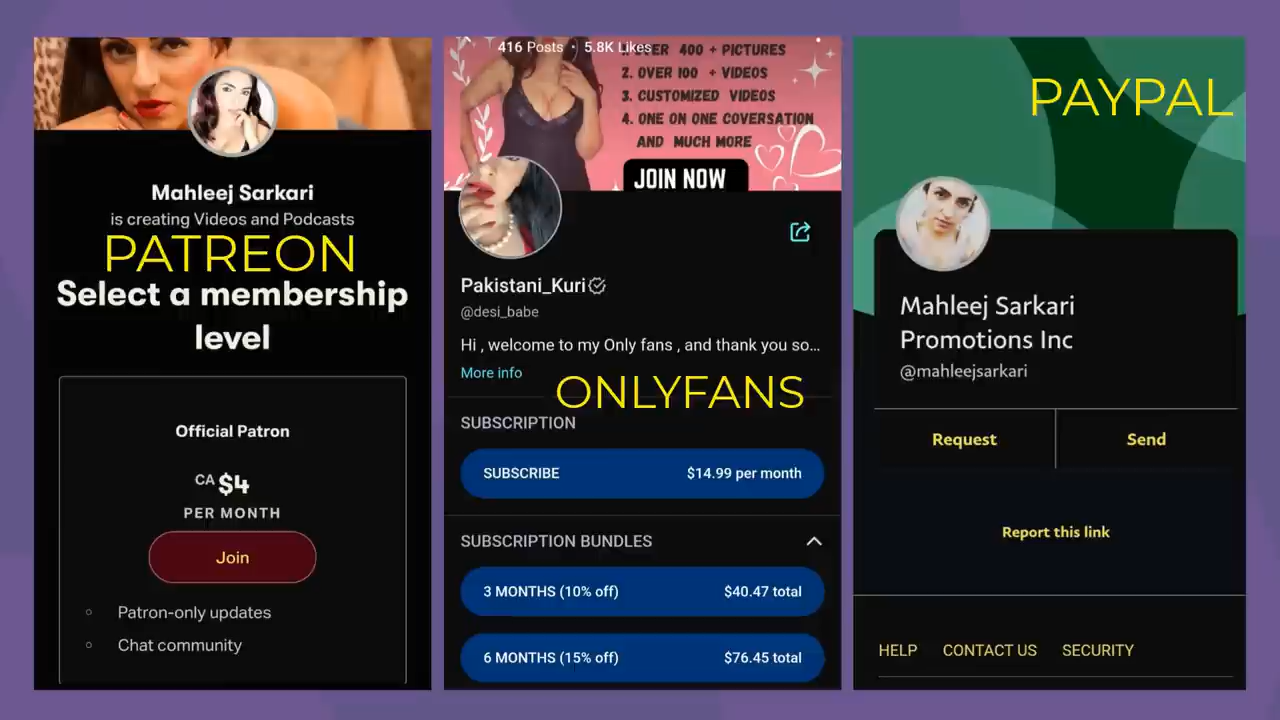 Mahleej Sarkari
is creating Videos and Podcasts
PATREON
Select a membership
level
Official Patron
CA $4
PER MONTH
Join
Patron-only updates
Chat community
416 Posts · 5.8K Likes
1. OVER 400 + PICTURES
2. OVER 100 + VIDEOS
3. CUSTOMIZED VIDEOS
4. ONE ON ONE COVERSATION
AND MUCH MORE
JOIN NOW
Pakistani_Kuri
@desi_babe
Hi , welcome to my Only fans , and thank you so...
More info
ONLYFANS
SUBSCRIPTION
SUBSCRIBE $14.99 per month
SUBSCRIPTION BUNDLES
3 MONTHS (10% off) $40.47 total
6 MONTHS (15% off) $76.45 total
PAYPAL
Mahleej Sarkari
Promotions Inc
@mahleejsarkari
Request Send
Report this link
HELP CONTACT US SECURITY